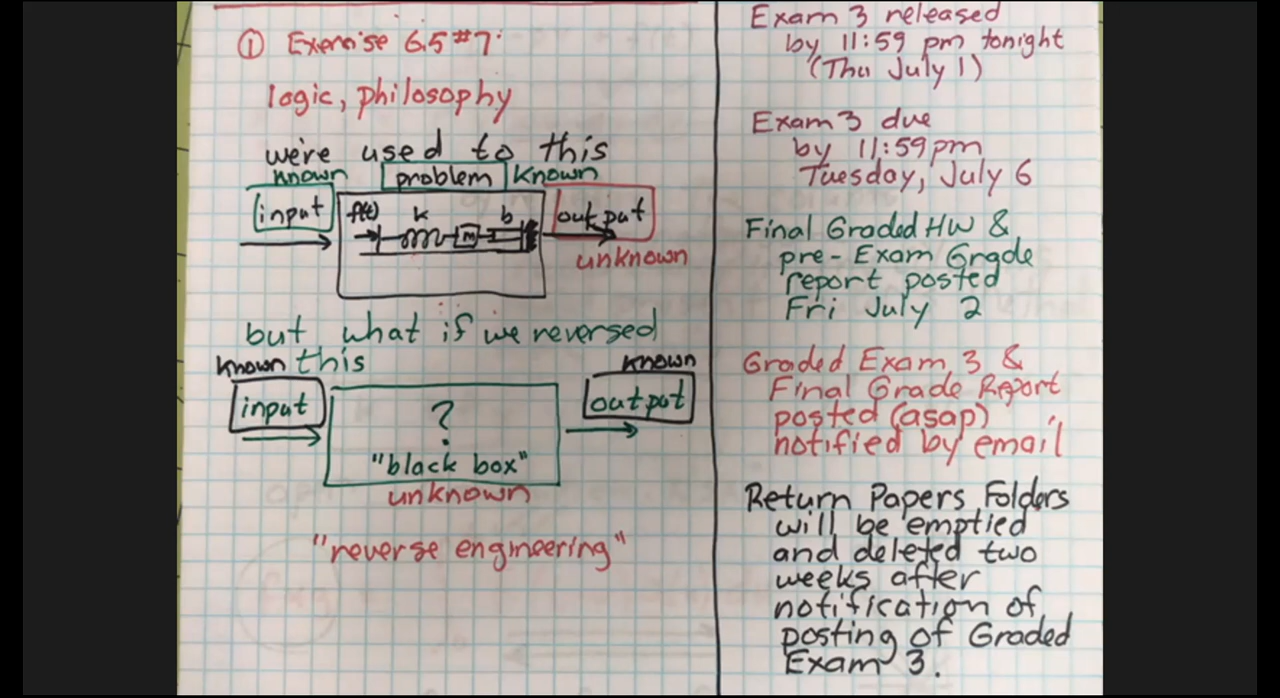 ① Exercise 6.5 #7:
logic, philosophy
we're used to this
known problem known
input f(t) k M b output
unknown
but what if we reversed
known this known
input ? output
"black box"
unknown
"reverse engineering"
Exam 3 released
by 11:59 pm tonight
(Thu July 1)
Exam 3 due
by 11:59pm
Tuesday, July 6
Final Graded HW &
pre-Exam Grade
report posted
Fri July 2
Graded Exam 3 &
Final Grade Report
posted (asap)
notified by email
Return Papers Folders
will be emptied
and deleted two
weeks after
notification of
posting of Graded
Exam 3.